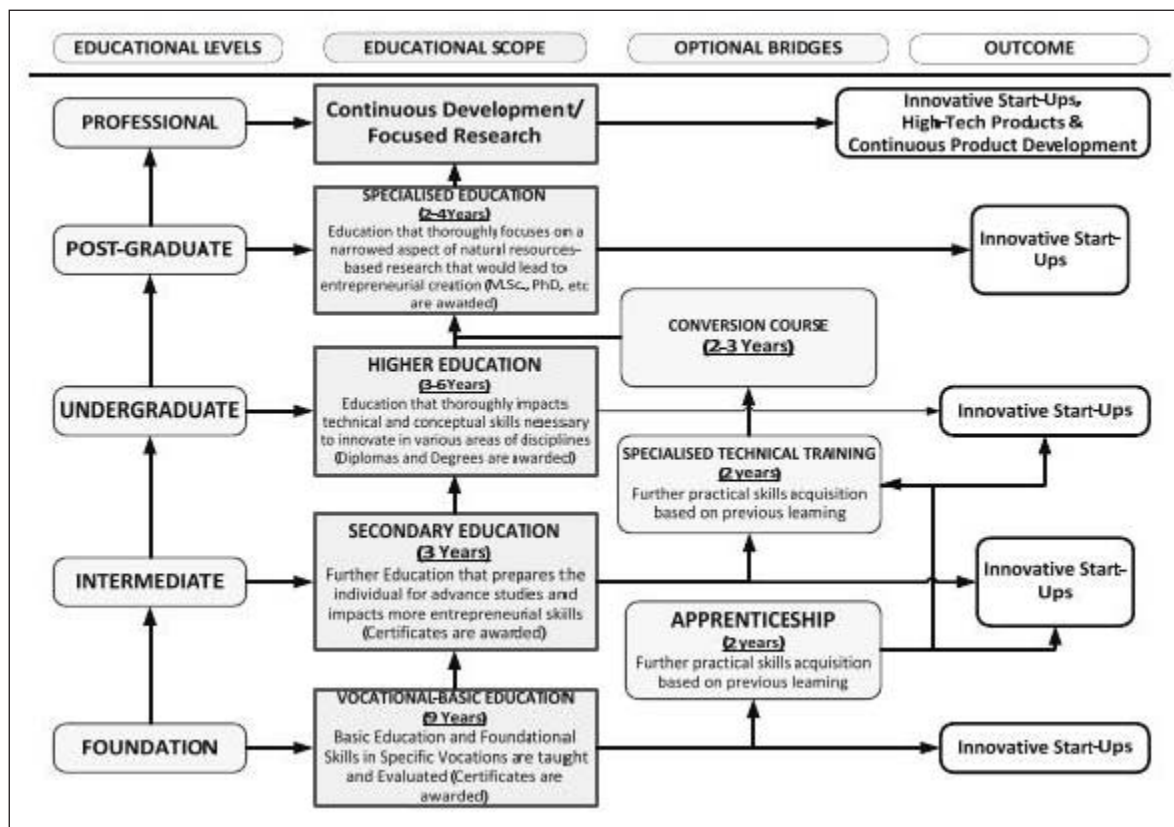 EDUCATIONAL LEVELS
EDUCATIONAL SCOPE
OPTIONAL BRIDGES
OUTCOME
PROFESSIONAL
Continuous Development/
Focused Research
Innovative Start-Ups,
High-Tech Products &
Continuous Product Development
POST-GRADUATE
SPECIALISED EDUCATION
(2-4Years)
Education that thoroughly focuses on a
narrowed aspect of natural resources-
based research that would lead to
entrepreneurial creation (M.Sc., PhD, etc
are awarded)
Innovative Start-
Ups
CONVERSION COURSE
(2-3 Years)
UNDERGRADUATE
HIGHER EDUCATION
(3-6Years)
Education that thoroughly impacts
technical and conceptual skills necessary
to innovate in various areas of disciplines
(Diplomas and Degrees are awarded)
Innovative Start-Ups
SPECIALISED TECHNICAL TRAINING
(2 years)
Further practical skills acquisition
based on previous learning
INTERMEDIATE
SECONDARY EDUCATION
(3 Years)
Further Education that prepares the
individual for advance studies and
impacts more entrepreneurial skills
(Certificates are awarded)
Innovative Start-
Ups
APPRENTICESHIP
(2 years)
Further practical skills acquisition
based on previous learning
FOUNDATION
VOCATIONAL-BASIC EDUCATION
(9 Years)
Basic Education and Foundational
Skills in Specific Vocations are taught
and Evaluated (Certificates are
awarded)
Innovative Start-Ups